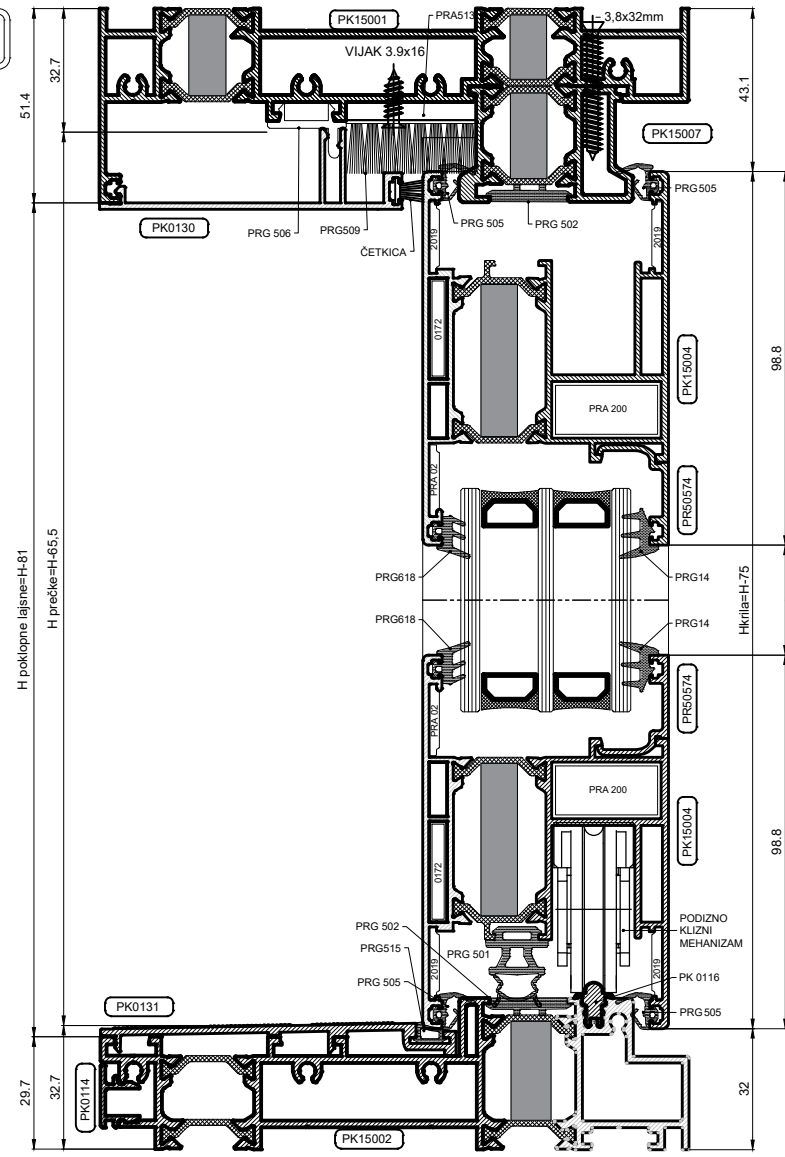 PK15001
PRA513
3,8x32mm
VIJAK 3.9x16
32.7
51.4
43.1
PK15007
PRG505
PK0130
PRG 506
PRG509
ČETKICA
PRG 505
PRG 502
2019
2019
0172
PK15004
98.8
PRA 200
PRA 02
PR50574
PRG618
PRG14
H poklopne lajsne=H-81
H prečke=H-65,5
Hkrila=H-75
PRG618
PRG14
PRA 02
PR50574
PRA 200
0172
PK15004
98.8
PRG 502
PRG515
PRG 501
PODIZNO
KLIZNI
MEHANIZAM
2019
2019
PRG 505
PK 0116
PRG505
PK0131
PK0114
29.7
32.7
32
PK15002